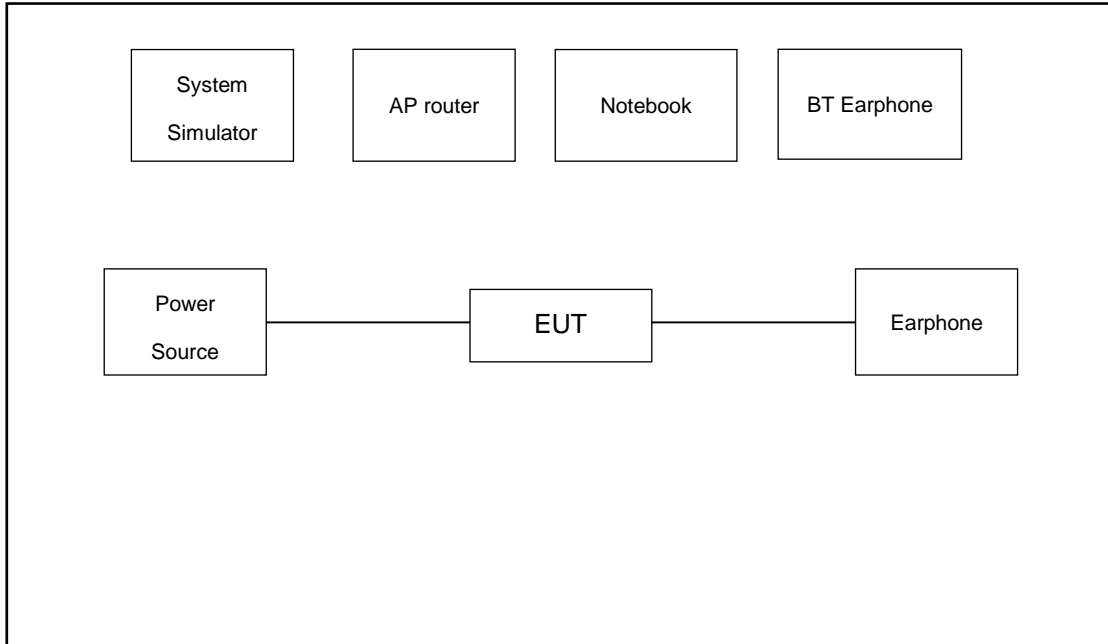 System
Simulator
AP router
Notebook
BT Earphone
Power
Source
EUT
Earphone